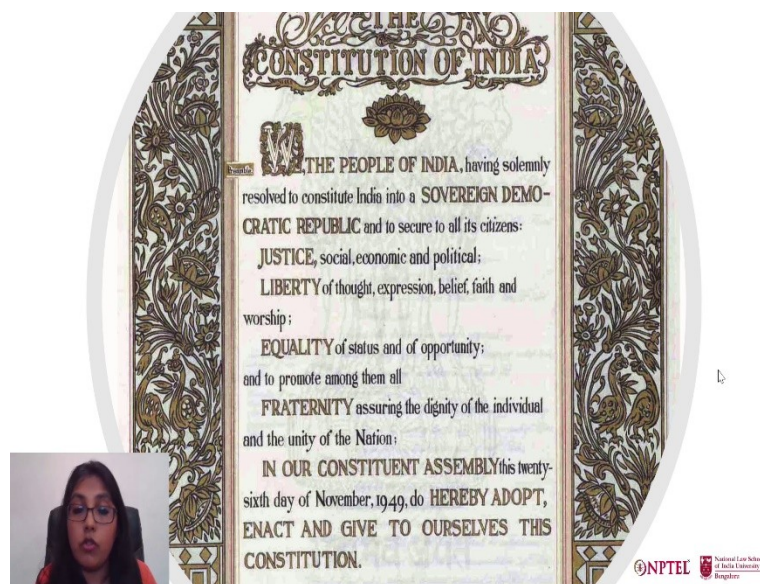 THE
CONSTITUTION OF INDIA
WE, THE PEOPLE OF INDIA, having solemnly
resolved to constitute India into a SOVEREIGN DEMO-
CRATIC REPUBLIC and to secure to all its citizens:
JUSTICE, social, economic and political;
LIBERTY of thought, expression, belief, faith and
worship;
EQUALITY of status and of opportunity;
and to promote among them all
FRATERNITY assuring the dignity of the individual
and the unity of the Nation;
IN OUR CONSTITUENT ASSEMBLY this twenty-
sixth day of November, 1949, do HEREBY ADOPT,
ENACT AND GIVE TO OURSELVES THIS
CONSTITUTION.
NPTEL
National Law School
of India University
Bangalore